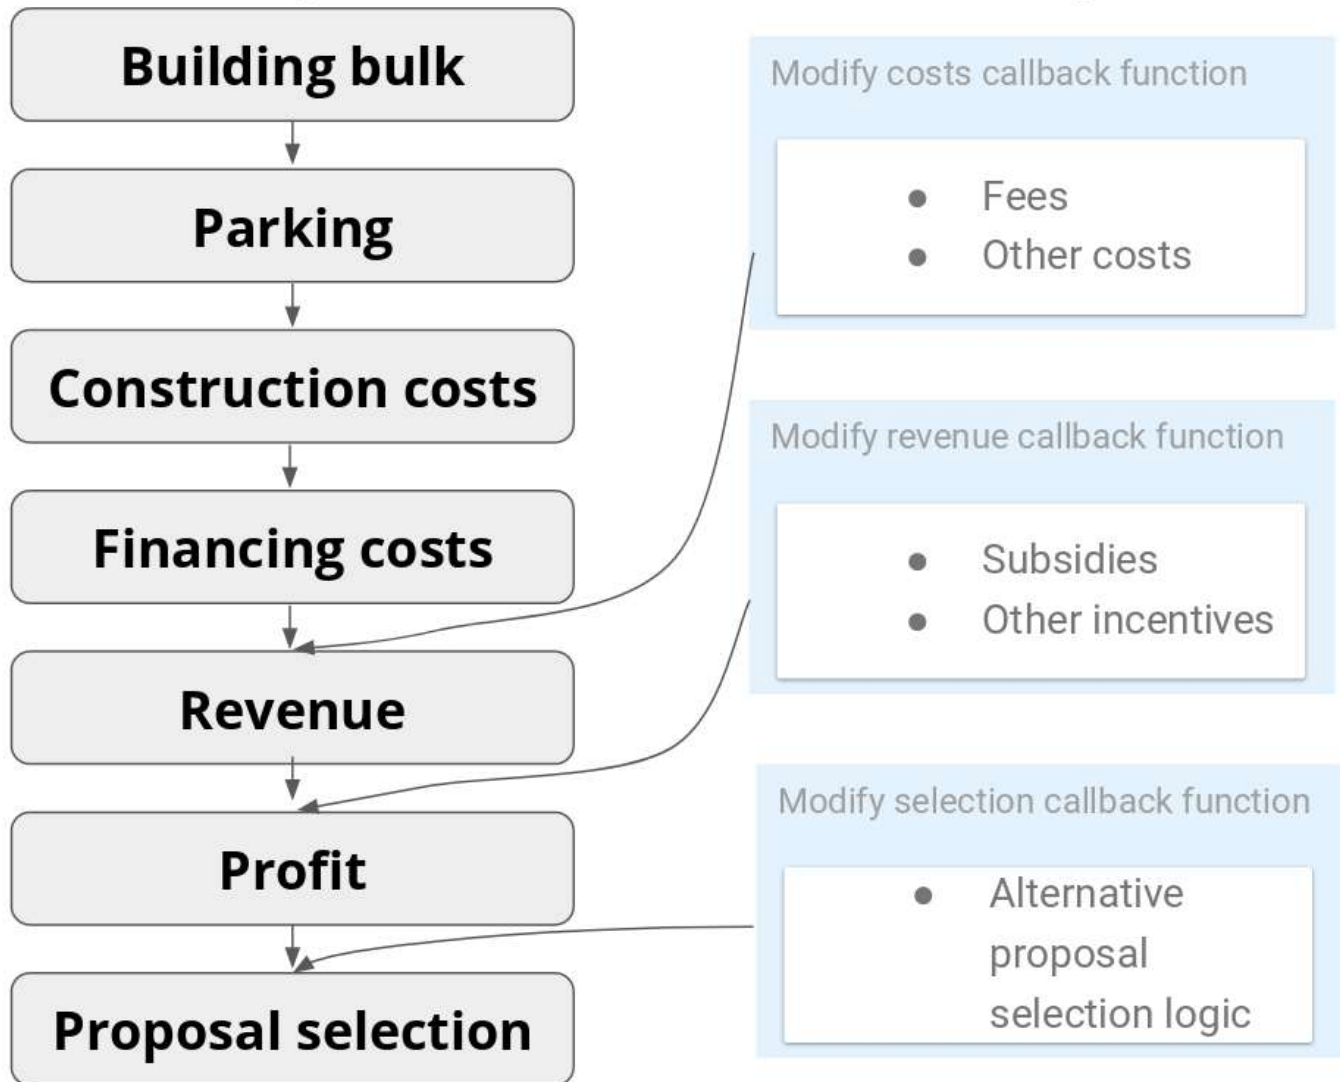 Building bulk
Parking
Construction costs
Financing costs
Revenue
Profit
Proposal selection
Modify costs callback function
● Fees
● Other costs
Modify revenue callback function
● Subsidies
● Other incentives
Modify selection callback function
● Alternative
proposal
selection logic